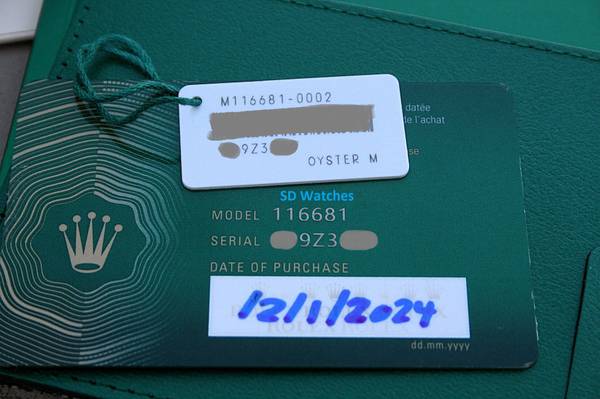 M116681-0002
9Z3
OYSTER M
datée
de l'achat
SD Watches
MODEL 116681
SERIAL 9Z3
DATE OF PURCHASE
12/1/2024
dd.mm.yyyy